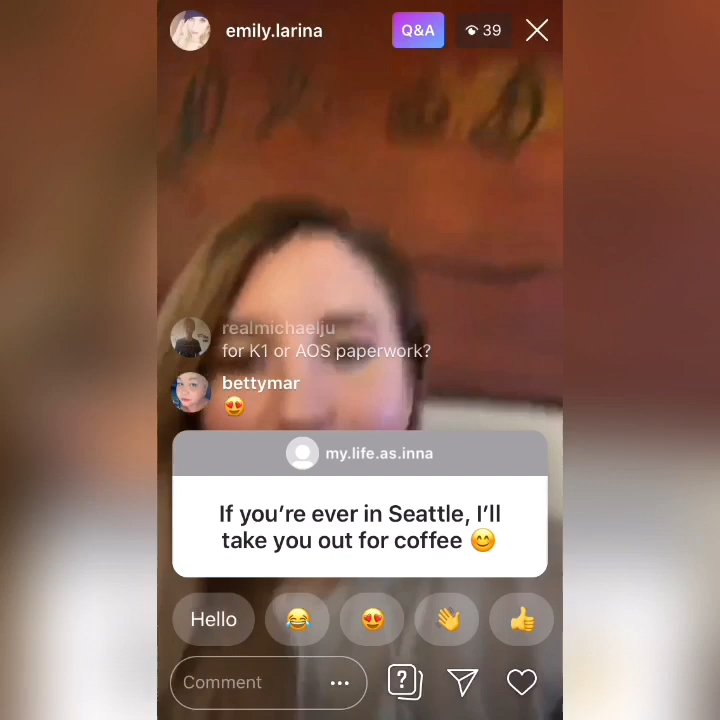 emily.larina
Q&A
39
realmichaelju
for K1 or AOS paperwork?
bettymar
😍
my.life.as.inna
If you’re ever in Seattle, I’ll
take you out for coffee 😊
Hello 😂 😍 👋 👍
Comment
?